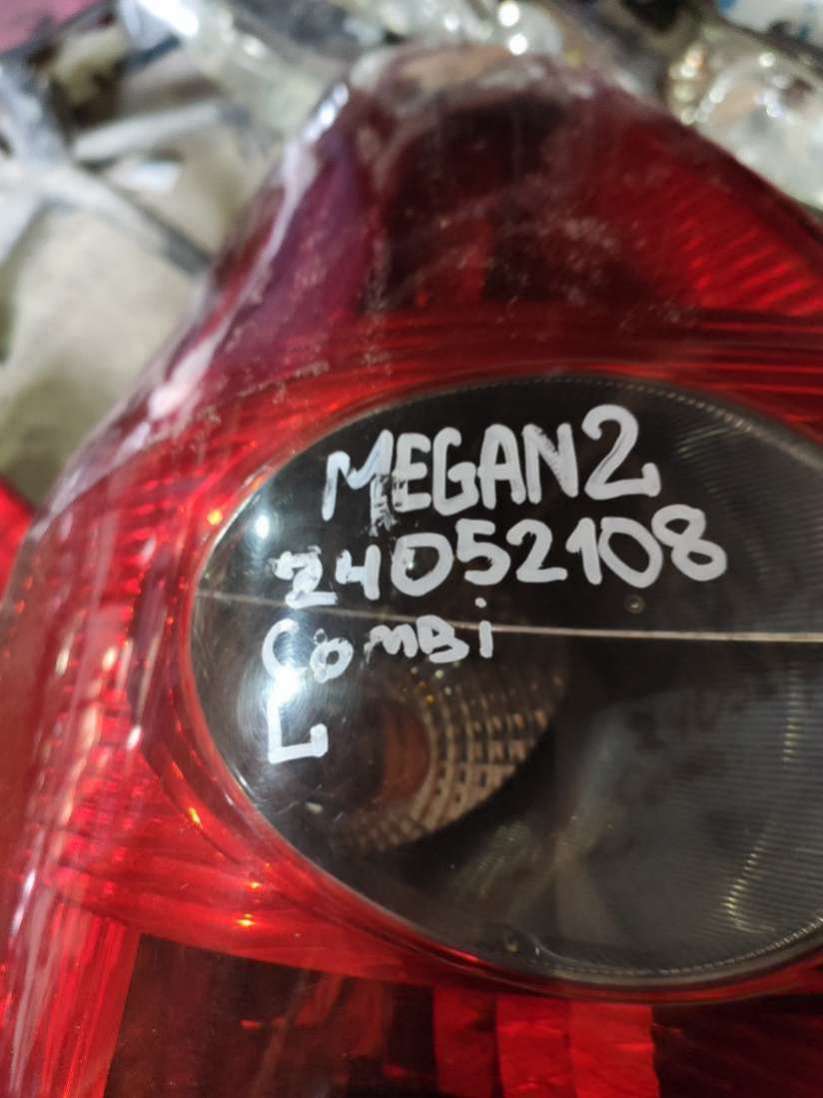 MEGAN2
24052108
Combi
L